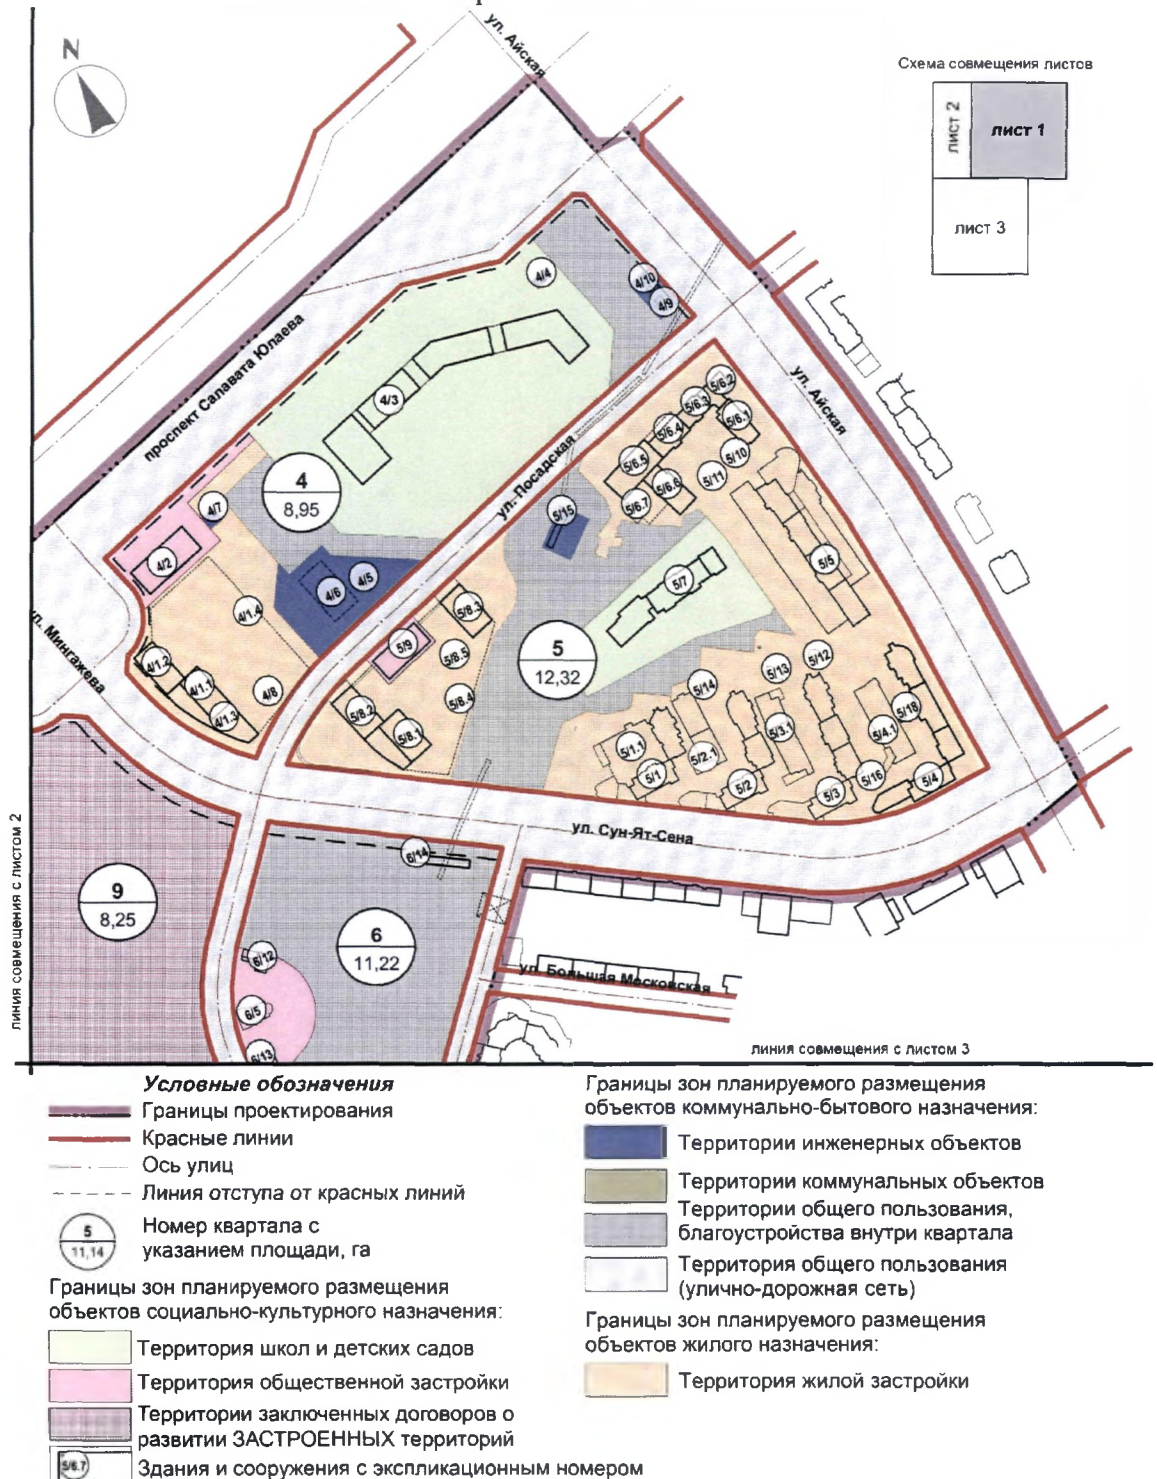 ул. Айская
N
Схема совмещения листов
лист 2
лист 1
лист 3
4/4
4/10
4/9
проспект Салавата Юлаева
ул. Айская
4/3
5/6.2
5/6.3
5/6.1
5/6.4
5/6.5
5/10
5/11
5/6.6
5/6.7
ул. Посадская
4
8,95
4/7
5/15
4/2
4/6
4/5
5/5
5/7
4/1.4
5/8.3
ул. Мингажева
5/9
5/8.5
5
12,32
4/1.2
4/1.1
4/8
4/1.3
5/8.4
5/8.2
5/8.1
5/12
5/13
5/14
5/18
5/1.1
5/2.1
5/3.1
5/4.1
5/1
5/2
5/3
5/16
5/4
ул. Сун-Ят-Сена
6/14
9
8,25
6
11,22
6/12
6/5
6/13
ул. Большая Московская
линия совмещения с листом 2
линия совмещения с листом 3
Условные обозначения
Границы проектирования
Красные линии
Ось улиц
Линия отступа от красных линий
5
11,14
Номер квартала с
указанием площади, га
Границы зон планируемого размещения
объектов социально-культурного назначения:
Территория школ и детских садов
Территория общественной застройки
Территории заключенных договоров о
развитии ЗАСТРОЕННЫХ территорий
5/6.7
Здания и сооружения с экспликационным номером
Границы зон планируемого размещения
объектов коммунально-бытового назначения:
Территории инженерных объектов
Территории коммунальных объектов
Территории общего пользования,
благоустройства внутри квартала
Территория общего пользования
(улично-дорожная сеть)
Границы зон планируемого размещения
объектов жилого назначения:
Территория жилой застройки